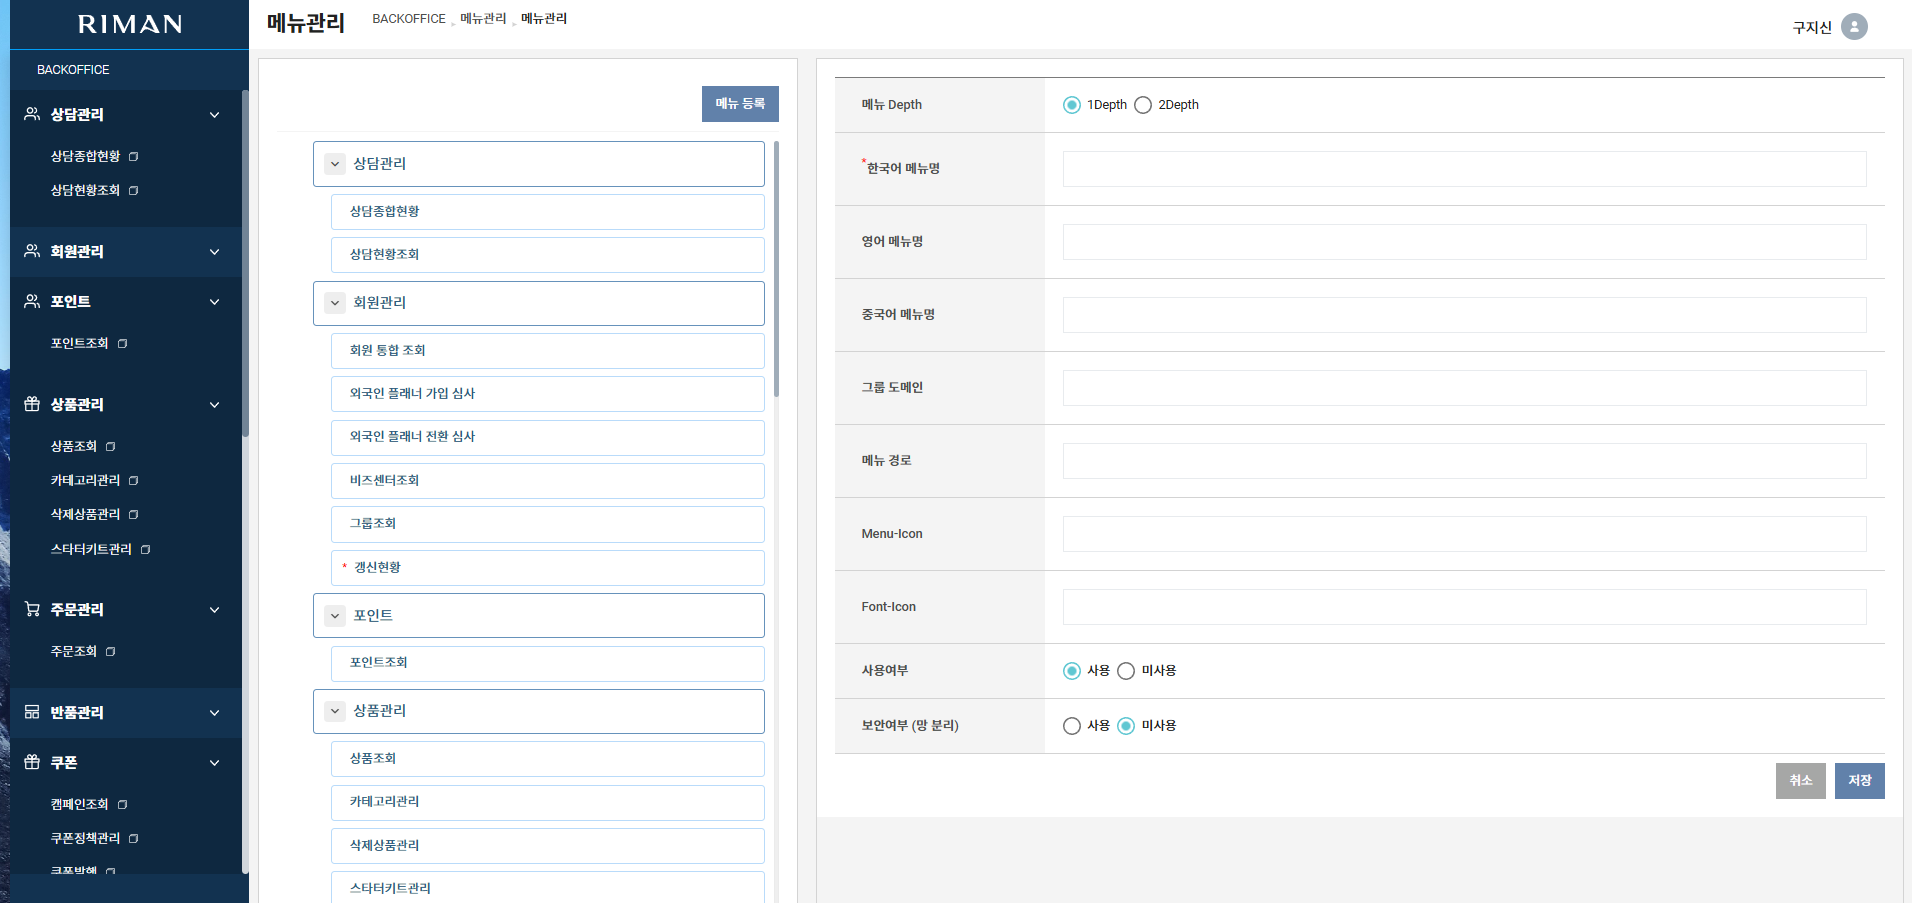 RIMAN
BACKOFFICE
상담관리
상담종합현황
상담현황조회
회원관리
포인트
포인트조회
상품관리
상품조회
카테고리관리
삭제상품관리
스타터키트관리
주문관리
주문조회
반품관리
쿠폰
캠페인조회
쿠폰정책관리
쿠폰발행
메뉴관리
BACKOFFICE 메뉴관리 메뉴관리
구지신
메뉴 등록
상담관리
상담종합현황
상담현황조회
회원관리
회원 통합 조회
외국인 플래너 가입 심사
외국인 플래너 전환 심사
비즈센터조회
그룹조회
* 갱신현황
포인트
포인트조회
상품관리
상품조회
카테고리관리
삭제상품관리
스타터키트관리
메뉴 Depth
1Depth 2Depth
*한국어 메뉴명
영어 메뉴명
중국어 메뉴명
그룹 도메인
메뉴 경로
Menu-Icon
Font-Icon
사용여부
사용 미사용
보안여부 (망 분리)
사용 미사용
취소 저장